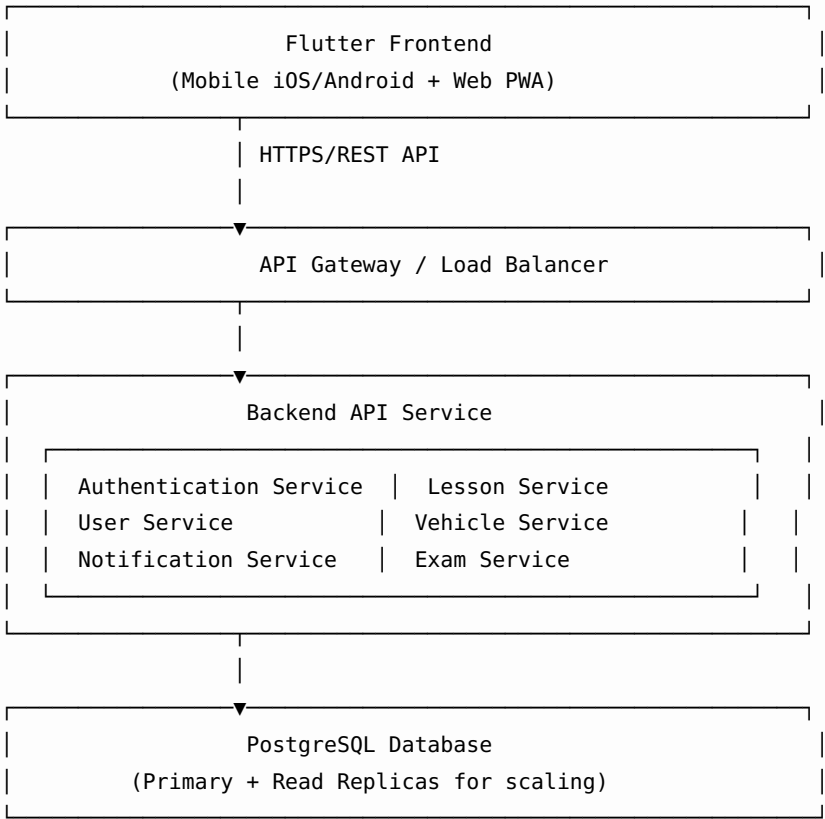 Flutter Frontend
(Mobile iOS/Android + Web PWA)
HTTPS/REST API
API Gateway / Load Balancer
Backend API Service
Authentication Service │ Lesson Service
User Service │ Vehicle Service
Notification Service │ Exam Service
PostgreSQL Database
(Primary + Read Replicas for scaling)